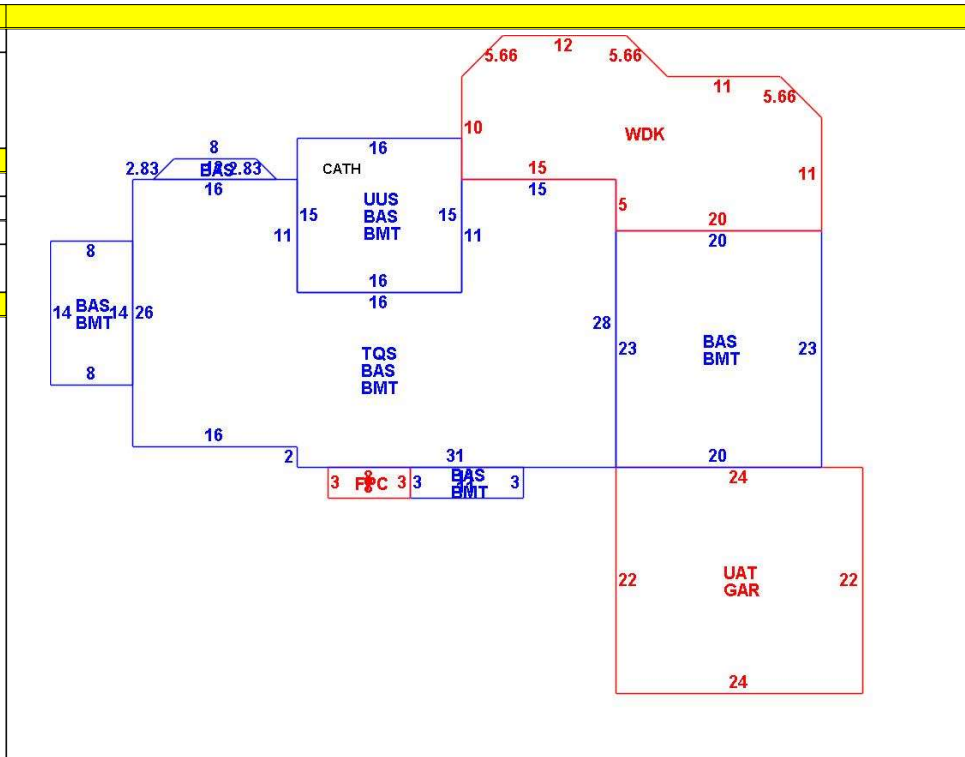 12
5.66 5.66
11
5.66
10
WDK
11
8
16
CATH
2.83 BAS 2.83
16
15
15
5
20
20
UUS
BAS
BMT
15
15
11
11
8
16
16
14 BAS 14 26
BMT
28
23
BAS
BMT
23
TQS
BAS
BMT
8
16
2
31
20
24
3 FPC 3
3 BAS 3
BMT
22
UAT
GAR
22
24